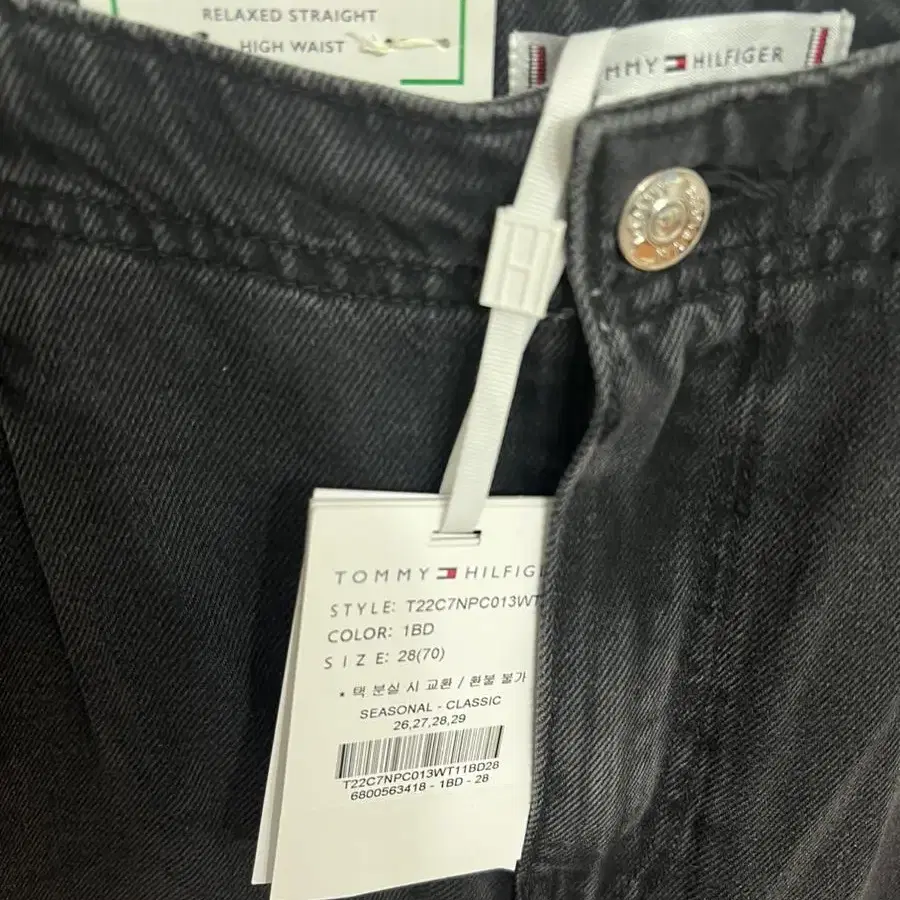 RELAXED STRAIGHT
HIGH WAIST
MMY HILFIGER
TOMMY HILFIG
STYLE: T22C7NPC013WT
COLOR: 1BD
SIZE: 28(70)
* 택 분실 시 교환 / 환불 불가
SEASONAL - CLASSIC
26,27,28,29
T22C7NPC013WT11BD28
6800563418 - 1BD - 28